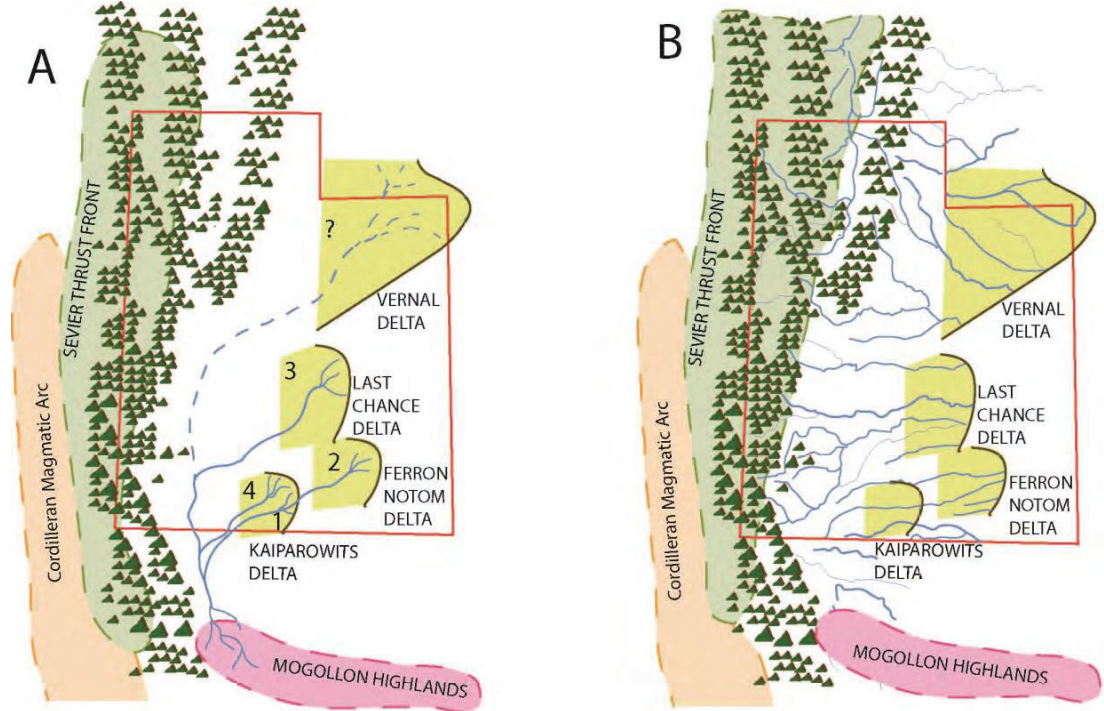 A
SEVIER THRUST FRONT
Cordilleran Magmatic Arc
?
VERNAL
DELTA
3
LAST
CHANCE
DELTA
2
FERRON
NOTOM
DELTA
4
1
KAIPAROWITS
DELTA
MOGOLLON HIGHLANDS
B
SEVIER THRUST FRONT
Cordilleran Magmatic Arc
VERNAL
DELTA
LAST
CHANCE
DELTA
FERRON
NOTOM
DELTA
KAIPAROWITS
DELTA
MOGOLLON HIGHLANDS